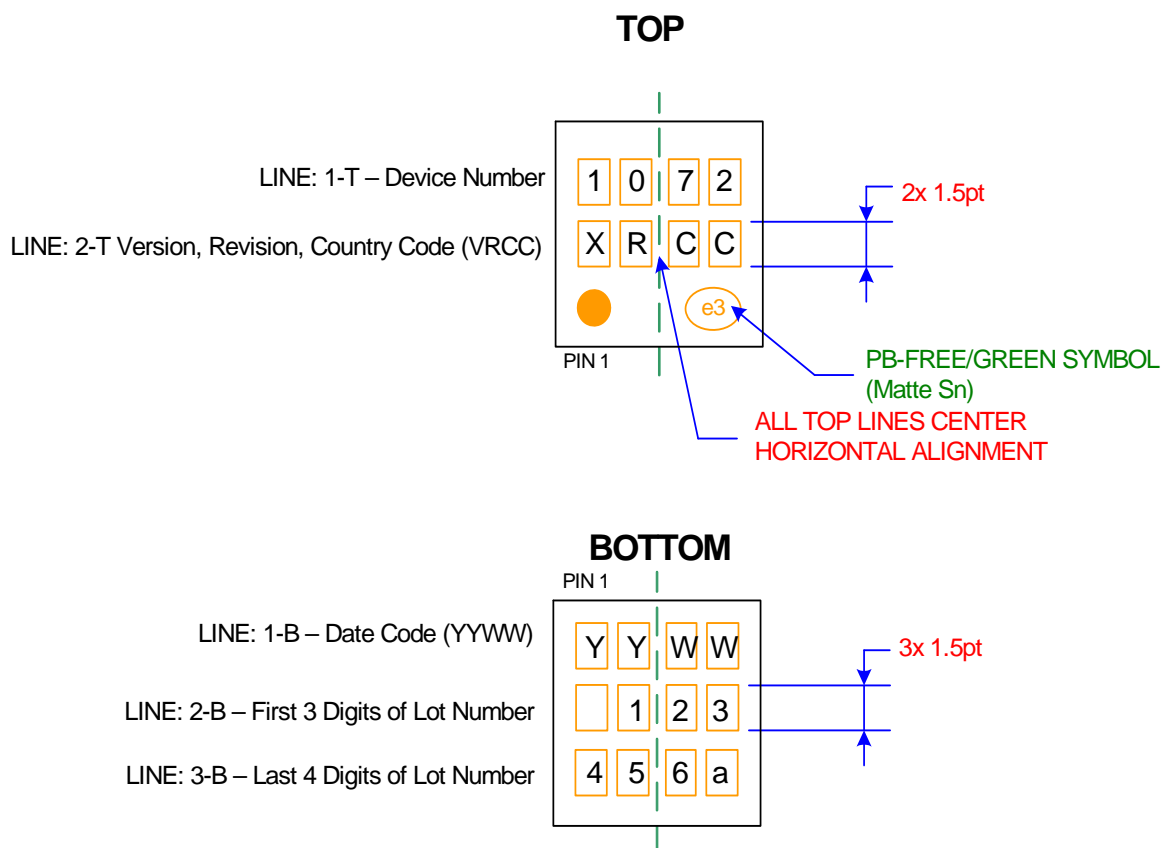 TOP
LINE: 1-T – Device Number
1 0 7 2
2x 1.5pt
LINE: 2-T Version, Revision, Country Code (VRCC)
X R C C
e3
PIN 1
PB-FREE/GREEN SYMBOL
(Matte Sn)
ALL TOP LINES CENTER
HORIZONTAL ALIGNMENT
BOTTOM
PIN 1
LINE: 1-B – Date Code (YYWW)
Y Y W W
3x 1.5pt
LINE: 2-B – First 3 Digits of Lot Number
1 2 3
LINE: 3-B – Last 4 Digits of Lot Number
4 5 6 a